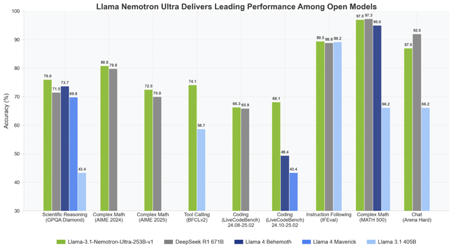 Llama Nemotron Ultra Delivers Leading Performance Among Open Models
Accuracy (%)
100
90
80
70
60
50
40
30
76.0
71.5
73.7
69.8
43.4
80.8
79.8
72.5
70.0
74.1
58.7
66.3
65.9
68.1
49.4
43.4
89.5
88.8
89.2
97.0
97.3
95.0
66.2
87.0
92.3
66.2
Scientific Reasoning
(GPQA Diamond)
Complex Math
(AIME 2024)
Complex Math
(AIME 2025)
Tool Calling
(BFCLv2)
Coding
(LiveCodeBench)
24.08-25.02
Coding
(LiveCodeBench)
24.10-25.02
Instruction Following
(IFEval)
Complex Math
(MATH 500)
Chat
(Arena Hard)
Llama-3.1-Nemotron-Ultra-253B-v1
DeepSeek R1 671B
Llama 4 Behemoth
Llama 4 Maverick
Llama 3.1 405B